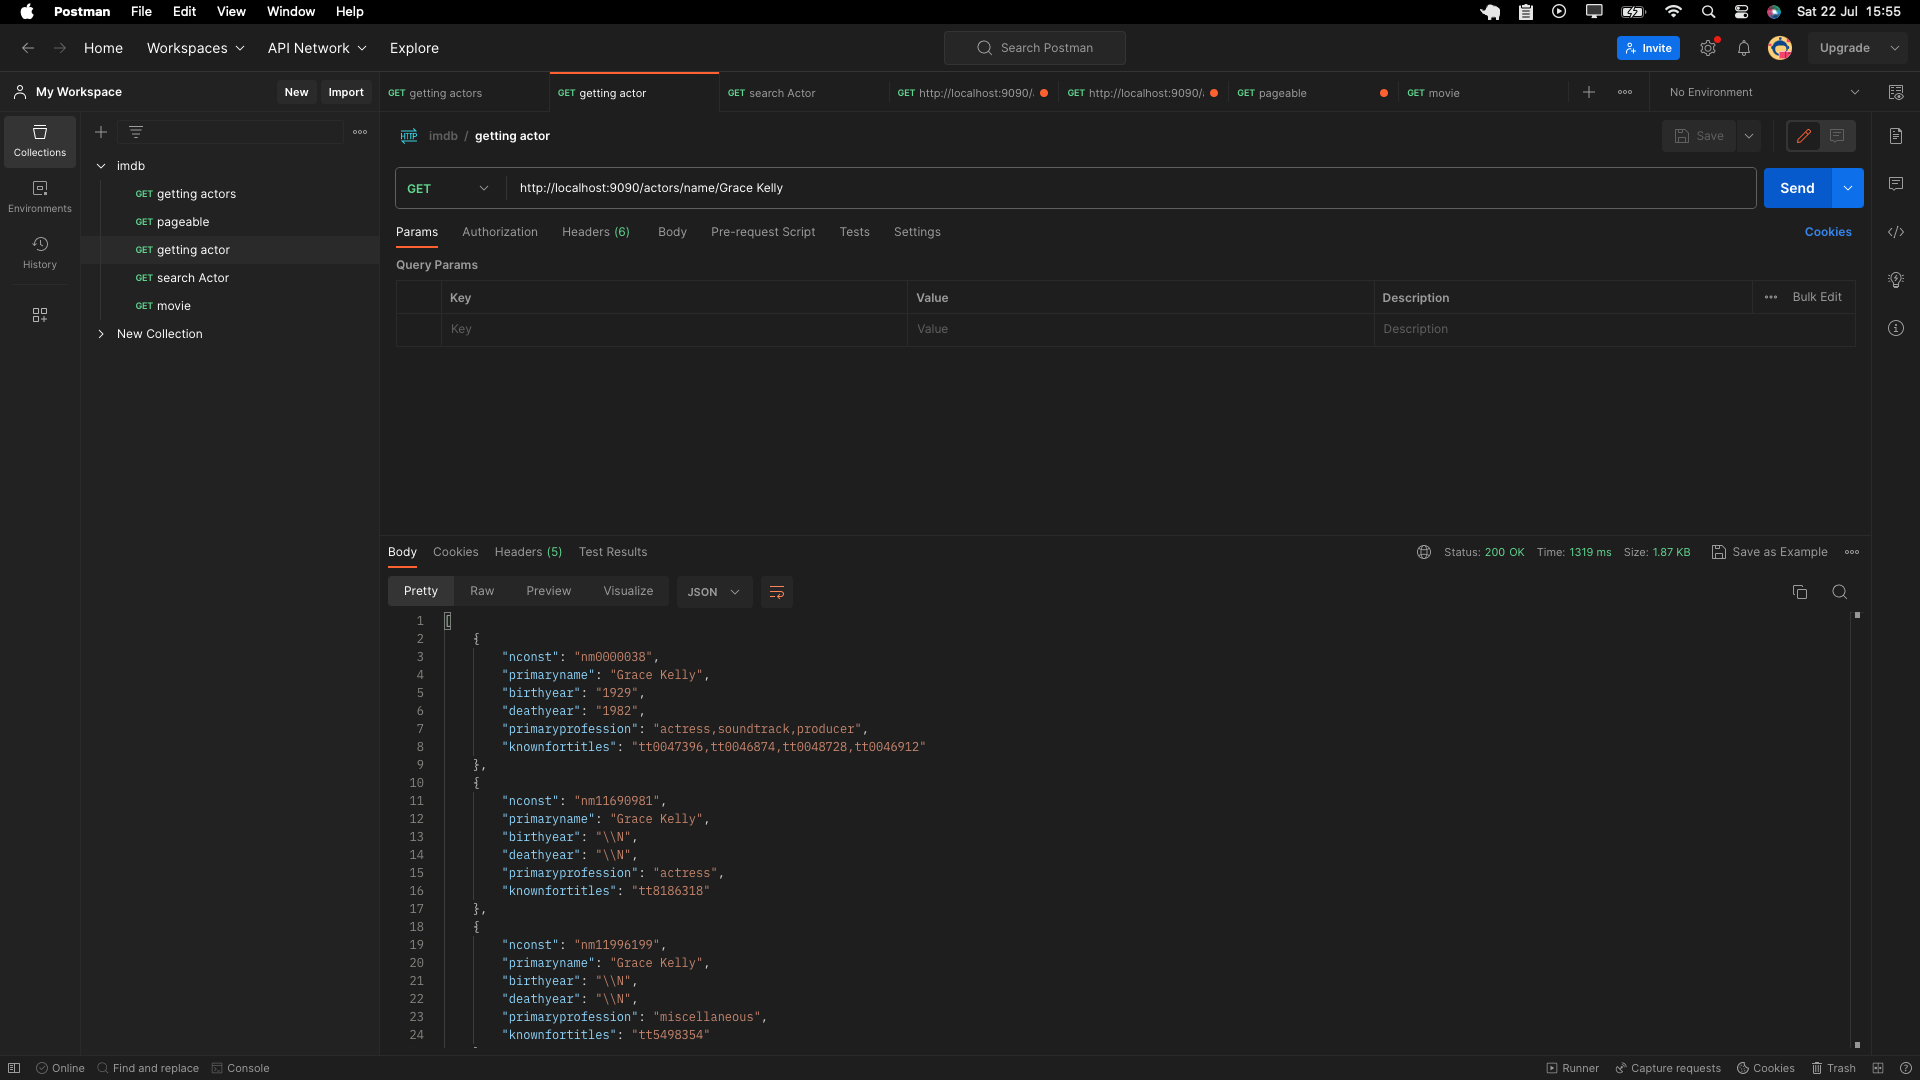 Postman File Edit View Window Help Sat 22 Jul 15:55
Home Workspaces API Network Explore Search Postman Invite Upgrade
My Workspace New Import
GET getting actors GET getting actor GET search Actor GET http://localhost:9090/ GET http://localhost:9090/ GET pageable GET movie No Environment
Collections
Environments
History
imdb
GET getting actors
GET pageable
GET getting actor
GET search Actor
GET movie
New Collection
HTTP imdb / getting actor Save
GET http://localhost:9090/actors/name/Grace Kelly Send
Params Authorization Headers (6) Body Pre-request Script Tests Settings Cookies
Query Params
Key Value Description Bulk Edit
Key Value Description
Body Cookies Headers (5) Test Results Status: 200 OK Time: 1319 ms Size: 1.87 KB Save as Example
Pretty Raw Preview Visualize JSON
1 [
2 {
3 "nconst": "nm0000038",
4 "primaryname": "Grace Kelly",
5 "birthyear": "1929",
6 "deathyear": "1982",
7 "primaryprofession": "actress,soundtrack,producer",
8 "knownfortitles": "tt0047396,tt0046874,tt0048728,tt0046912"
9 },
10 {
11 "nconst": "nm11690981",
12 "primaryname": "Grace Kelly",
13 "birthyear": "\\N",
14 "deathyear": "\\N",
15 "primaryprofession": "actress",
16 "knownfortitles": "tt8186318"
17 },
18 {
19 "nconst": "nm11996199",
20 "primaryname": "Grace Kelly",
21 "birthyear": "\\N",
22 "deathyear": "\\N",
23 "primaryprofession": "miscellaneous",
24 "knownfortitles": "tt5498354"
Online Find and replace Console Runner Capture requests Cookies Trash